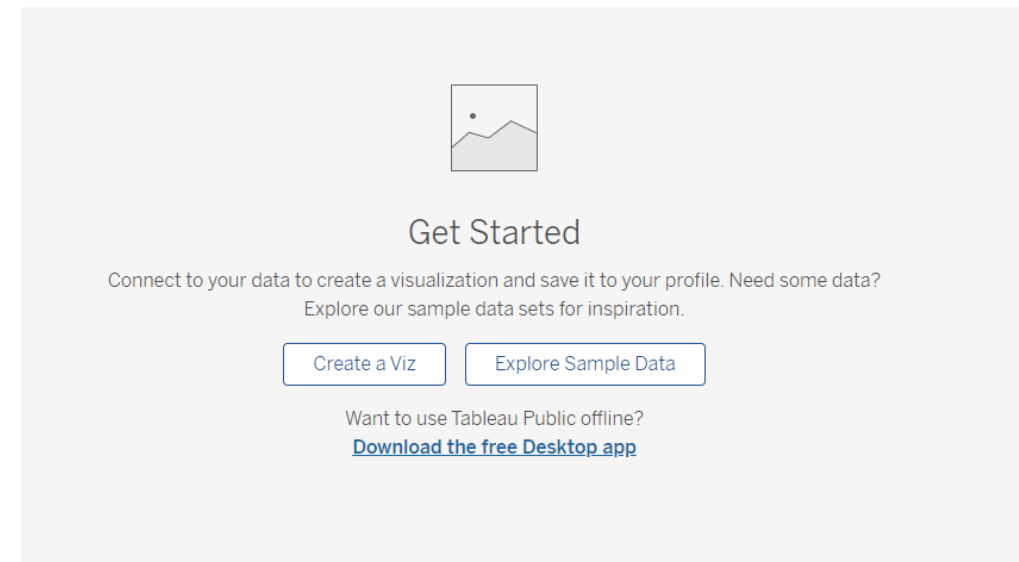 Get Started
Connect to your data to create a visualization and save it to your profile. Need some data?
Explore our sample data sets for inspiration.
Create a Viz
Explore Sample Data
Want to use Tableau Public offline?
Download the free Desktop app